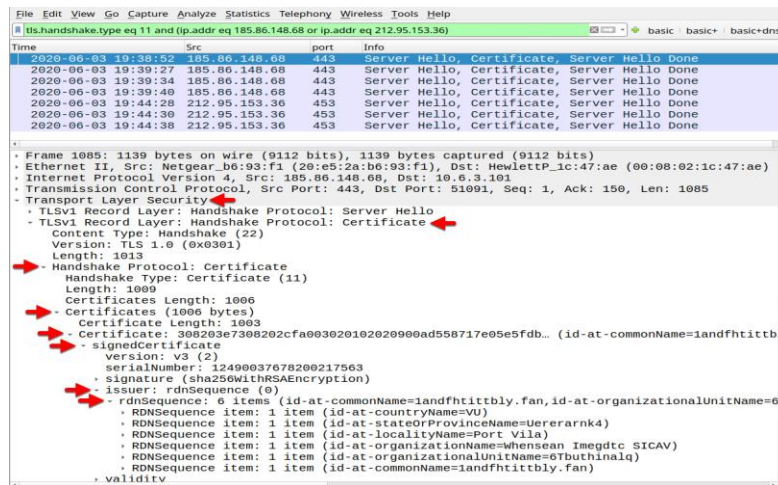 File Edit View Go Capture Analyze Statistics Telephony Wireless Tools Help
tls.handshake.type eq 11 and (ip.addr eq 185.86.148.68 or ip.addr eq 212.95.153.36) basic basic+ basic+dns
Time Src port Info
2020-06-03 19:38:52 185.86.148.68 443 Server Hello, Certificate, Server Hello Done
2020-06-03 19:39:27 185.86.148.68 443 Server Hello, Certificate, Server Hello Done
2020-06-03 19:39:34 185.86.148.68 443 Server Hello, Certificate, Server Hello Done
2020-06-03 19:39:40 185.86.148.68 443 Server Hello, Certificate, Server Hello Done
2020-06-03 19:44:28 212.95.153.36 453 Server Hello, Certificate, Server Hello Done
2020-06-03 19:44:30 212.95.153.36 453 Server Hello, Certificate, Server Hello Done
2020-06-03 19:44:38 212.95.153.36 453 Server Hello, Certificate, Server Hello Done
Frame 1085: 1139 bytes on wire (9112 bits), 1139 bytes captured (9112 bits)
Ethernet II, Src: Netgear_b6:93:f1 (20:e5:2a:b6:93:f1), Dst: HewlettP_1c:47:ae (00:08:02:1c:47:ae)
Internet Protocol Version 4, Src: 185.86.148.68, Dst: 10.6.3.101
Transmission Control Protocol, Src Port: 443, Dst Port: 51091, Seq: 1, Ack: 150, Len: 1085
Transport Layer Security
TLSv1 Record Layer: Handshake Protocol: Server Hello
TLSv1 Record Layer: Handshake Protocol: Certificate
Content Type: Handshake (22)
Version: TLS 1.0 (0x0301)
Length: 1013
Handshake Protocol: Certificate
Handshake Type: Certificate (11)
Length: 1009
Certificates Length: 1006
Certificates (1006 bytes)
Certificate Length: 1003
Certificate: 308203e7308202cfa003020102020900ad558717e05e5fdb… (id-at-commonName=1andfhtittb
signedCertificate
version: v3 (2)
serialNumber: 12490037678200217563
signature (sha256WithRSAEncryption)
issuer: rdnSequence (0)
rdnSequence: 6 items (id-at-commonName=1andfhtittbly.fan,id-at-organizationalUnitName=6
RDNSequence item: 1 item (id-at-countryName=VU)
RDNSequence item: 1 item (id-at-stateOrProvinceName=Uererarnk4)
RDNSequence item: 1 item (id-at-localityName=Port Vila)
RDNSequence item: 1 item (id-at-organizationName=Whensean Imegdtc SICAV)
RDNSequence item: 1 item (id-at-organizationalUnitName=6Tbuthinalq)
RDNSequence item: 1 item (id-at-commonName=1andfhtittbly.fan)
validity